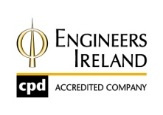 ENGINEERS
IRELAND
cpd ACCREDITED COMPANY